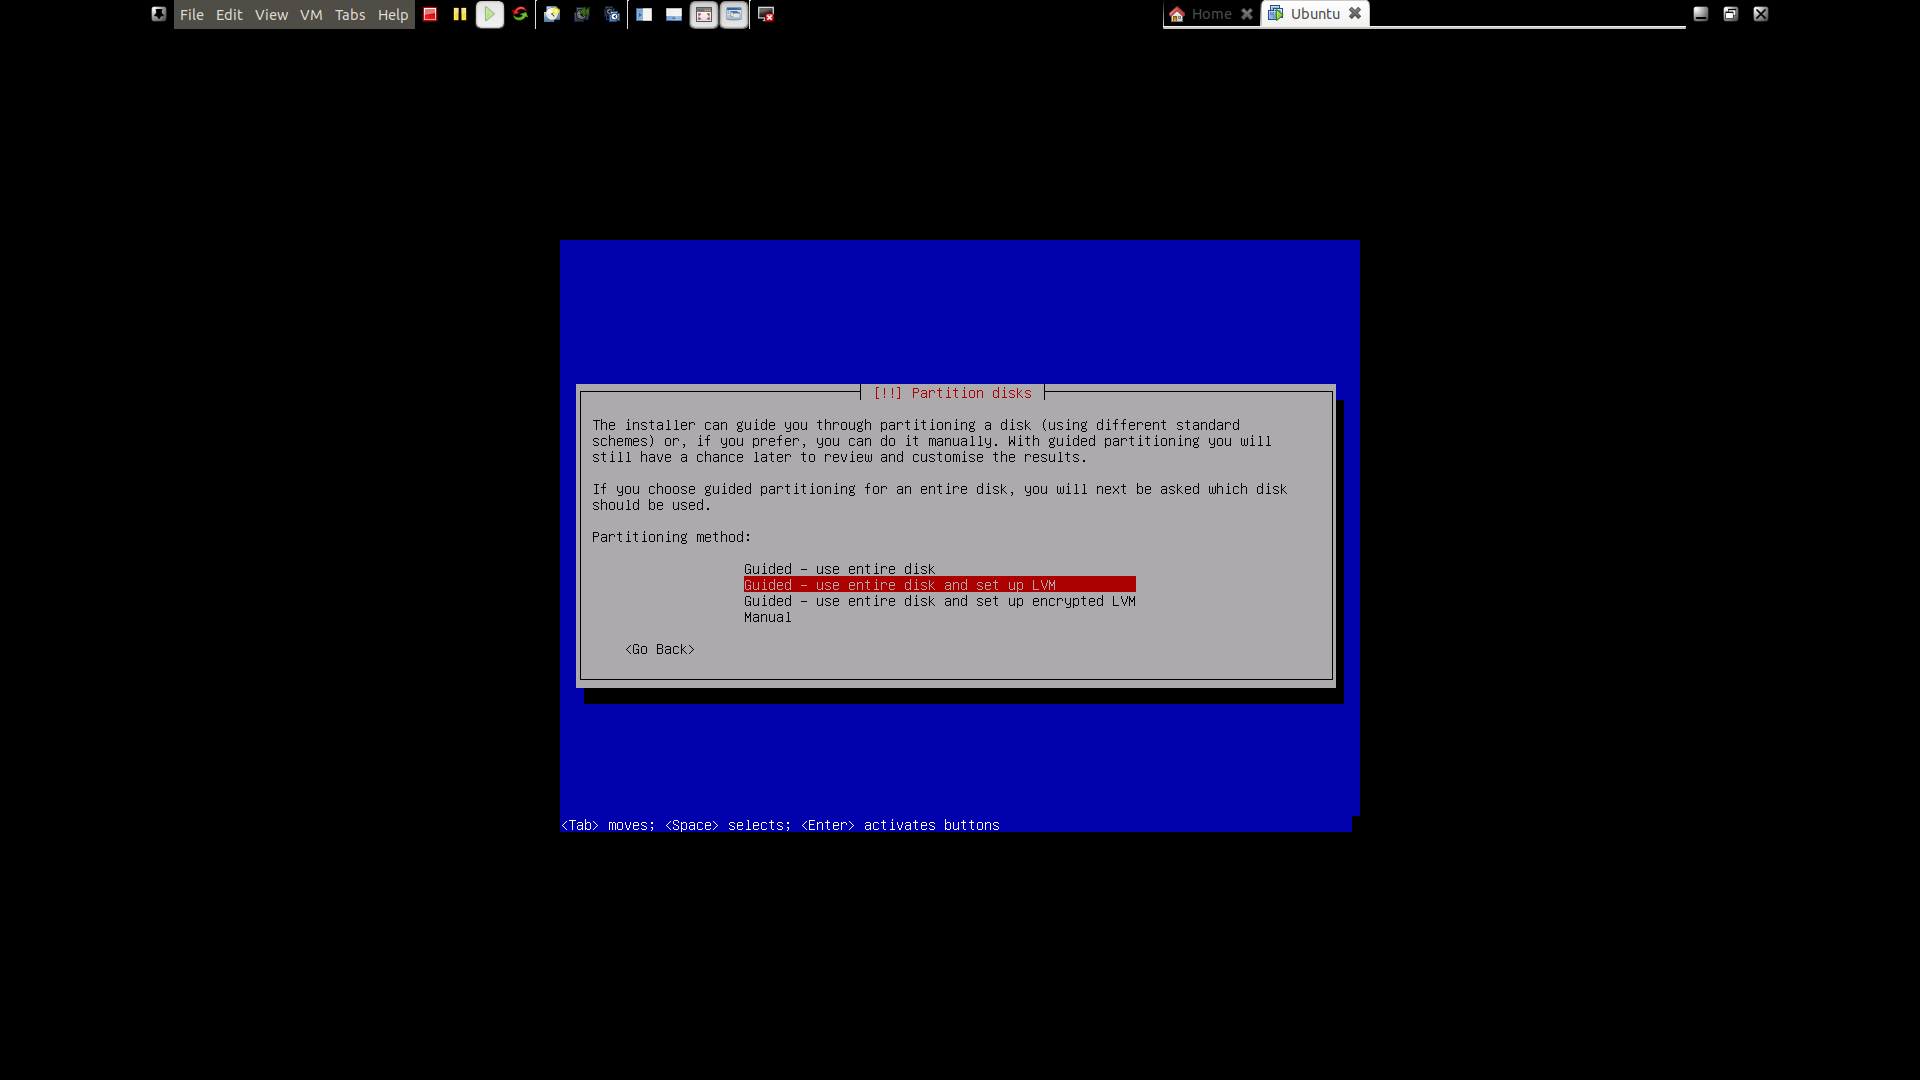 File Edit View VM Tabs Help
Home
Ubuntu
[!!] Partition disks
The installer can guide you through partitioning a disk (using different standard
schemes) or, if you prefer, you can do it manually. With guided partitioning you will
still have a chance later to review and customise the results.
If you choose guided partitioning for an entire disk, you will next be asked which disk
should be used.
Partitioning method:
Guided – use entire disk
Guided – use entire disk and set up LVM
Guided – use entire disk and set up encrypted LVM
Manual
<Go Back>
<Tab> moves; <Space> selects; <Enter> activates buttons